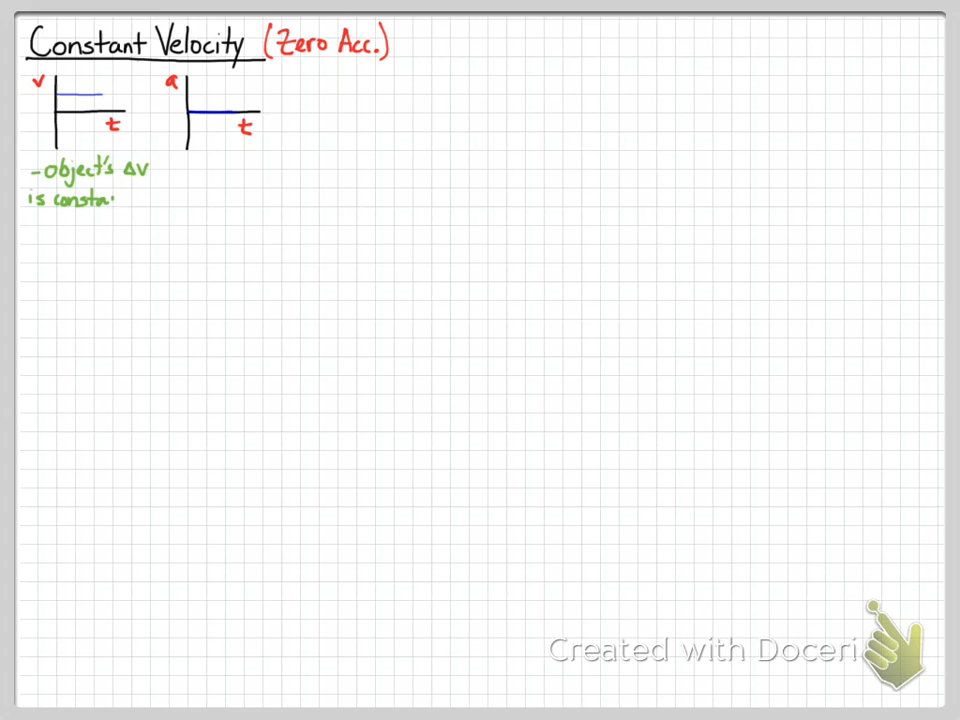 Constant Velocity (Zero Acc.)
v
t
a
t
-object's Δv
is consta
Created with Doceri